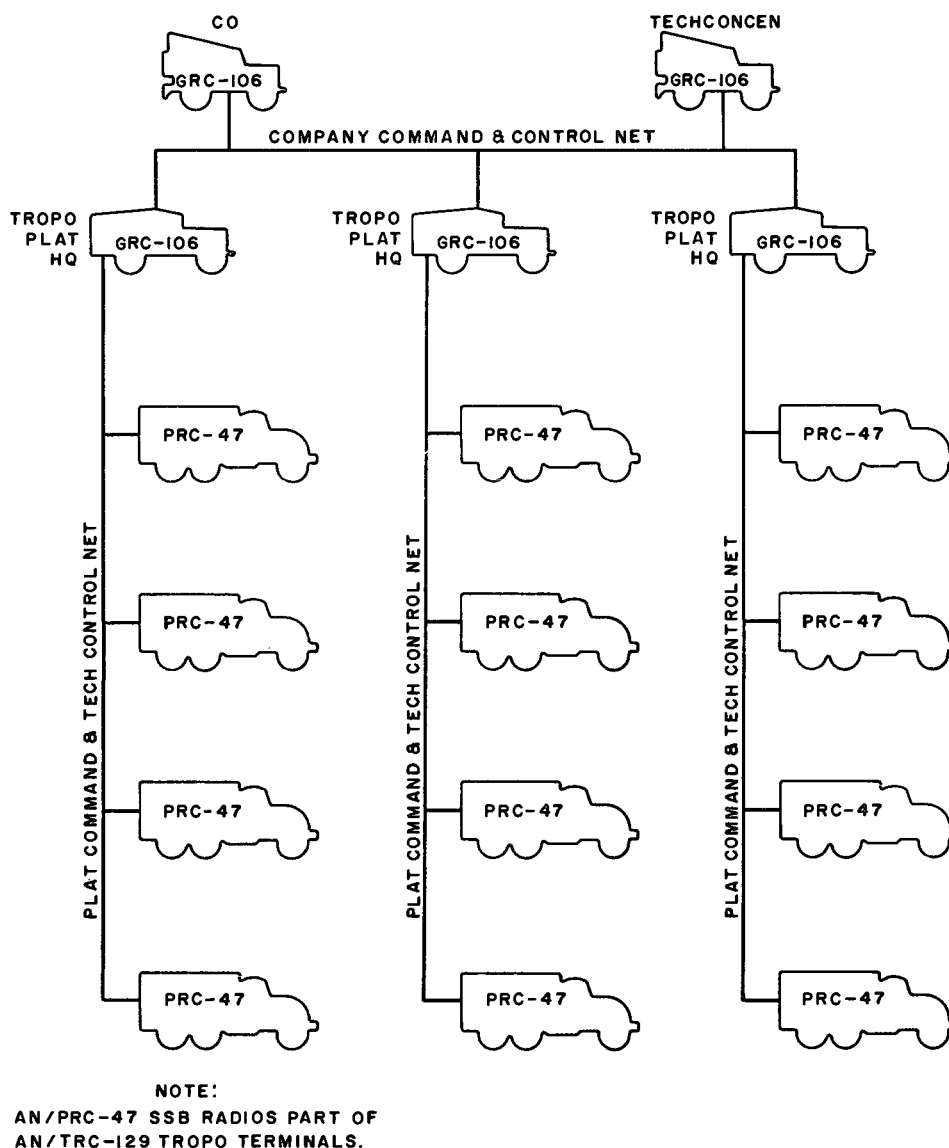 CO
TECHCONCEN
GRC-106
GRC-106
COMPANY COMMAND & CONTROL NET
TROPO
PLAT
HQ
GRC-106
TROPO
PLAT
HQ
GRC-106
TROPO
PLAT
HQ
GRC-106
PLAT COMMAND & TECH CONTROL NET
PRC-47
PRC-47
PRC-47
PRC-47
PLAT COMMAND & TECH CONTROL NET
PRC-47
PRC-47
PRC-47
PRC-47
PLAT COMMAND & TECH CONTROL NET
PRC-47
PRC-47
PRC-47
PRC-47
NOTE:
AN/PRC-47 SSB RADIOS PART OF
AN/TRC-129 TROPO TERMINALS.